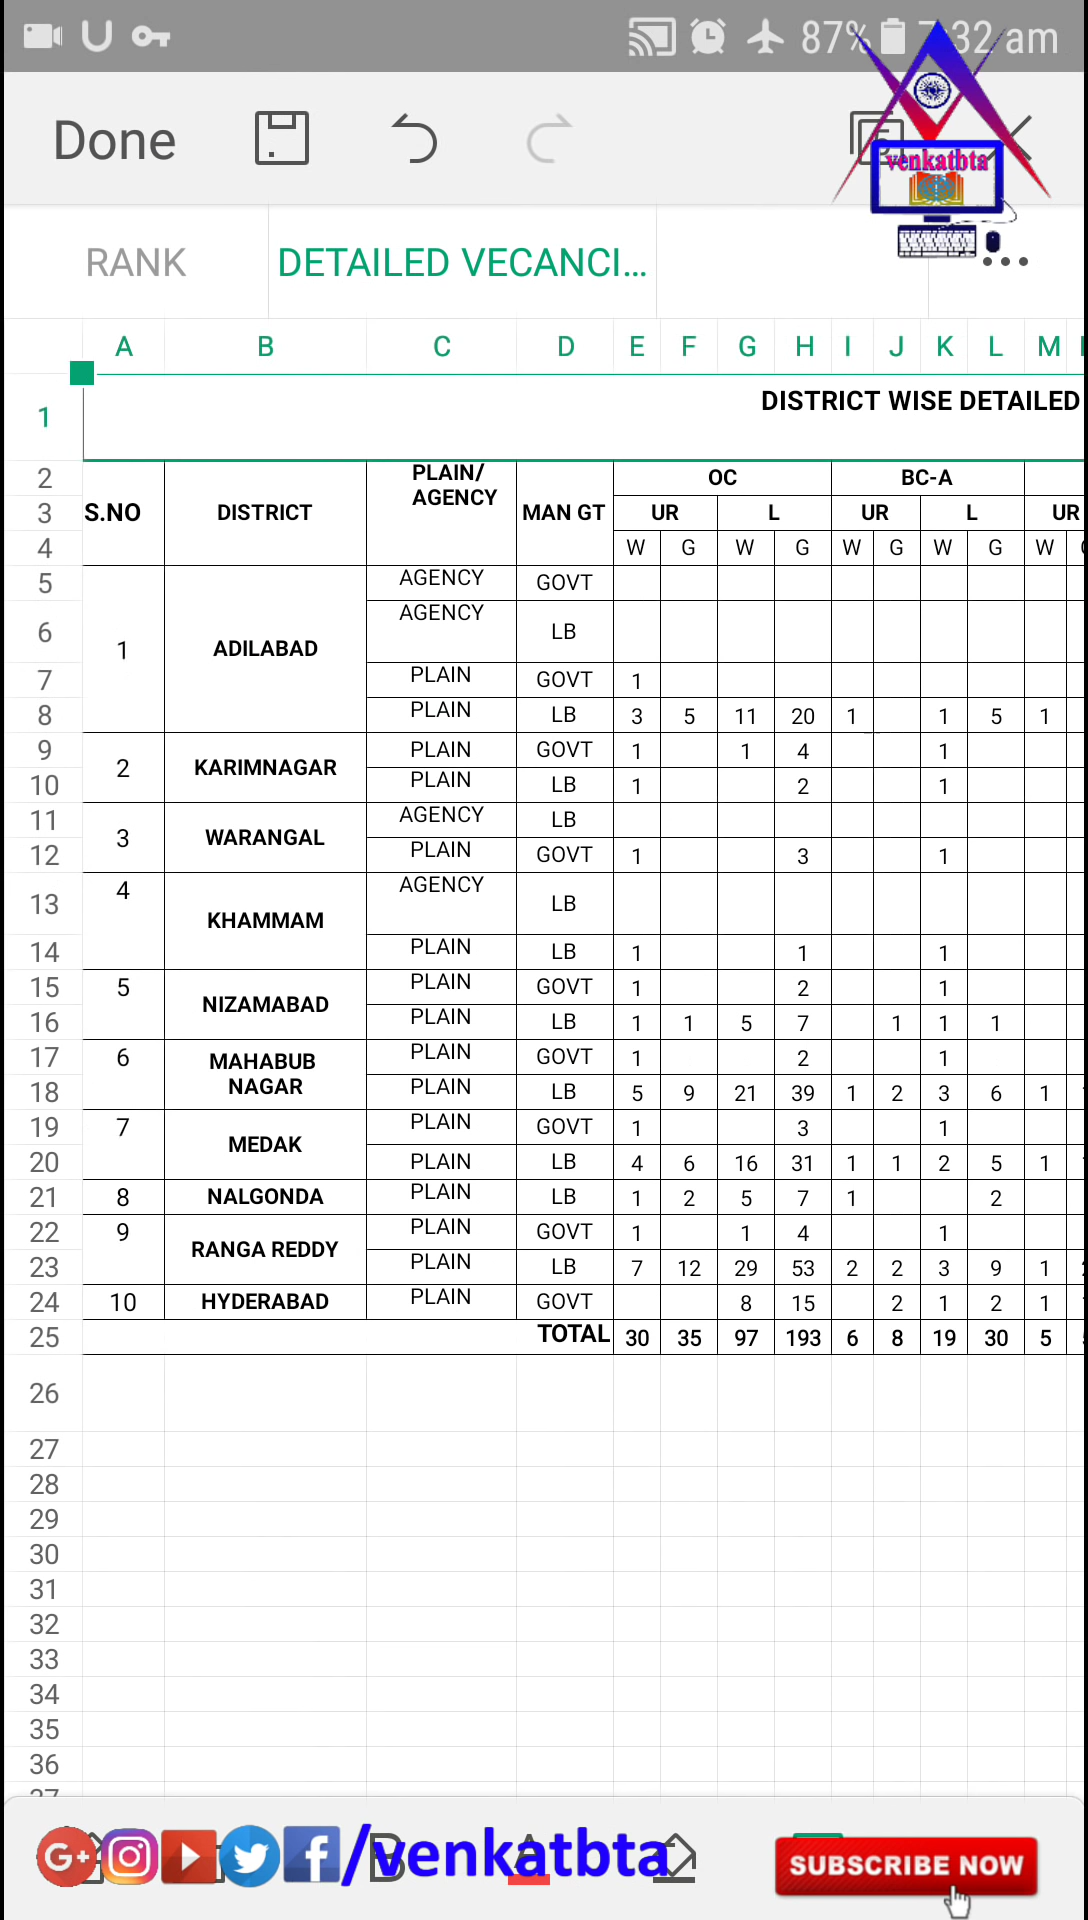 87% 7:32 am
Done
venkatbta
RANK DETAILED VECANCI...
A B C D E F G H I J K L M
1 DISTRICT WISE DETAILED
2 S.NO DISTRICT PLAIN/ AGENCY MAN GT OC BC-A
3 UR L UR L UR
4 W G W G W G W G W
5 1 ADILABAD AGENCY GOVT
6 AGENCY LB
7 PLAIN GOVT 1
8 PLAIN LB 3 5 11 20 1 1 5 1
9 2 KARIMNAGAR PLAIN GOVT 1 1 4 1
10 PLAIN LB 1 2 1
11 3 WARANGAL AGENCY LB
12 PLAIN GOVT 1 3 1
13 4 KHAMMAM AGENCY LB
14 PLAIN LB 1 1 1
15 5 NIZAMABAD PLAIN GOVT 1 2 1
16 PLAIN LB 1 1 5 7 1 1 1
17 6 MAHABUB NAGAR PLAIN GOVT 1 2 1
18 PLAIN LB 5 9 21 39 1 2 3 6 1
19 7 MEDAK PLAIN GOVT 1 3 1
20 PLAIN LB 4 6 16 31 1 1 2 5 1
21 8 NALGONDA PLAIN LB 1 2 5 7 1 2
22 9 RANGA REDDY PLAIN GOVT 1 1 4 1
23 PLAIN LB 7 12 29 53 2 2 3 9 1
24 10 HYDERABAD PLAIN GOVT 8 15 2 1 2 1
25 TOTAL 30 35 97 193 6 8 19 30 5
26
27
28
29
30
31
32
33
34
35
36
37
G+ f /venkatbta B A
SUBSCRIBE NOW